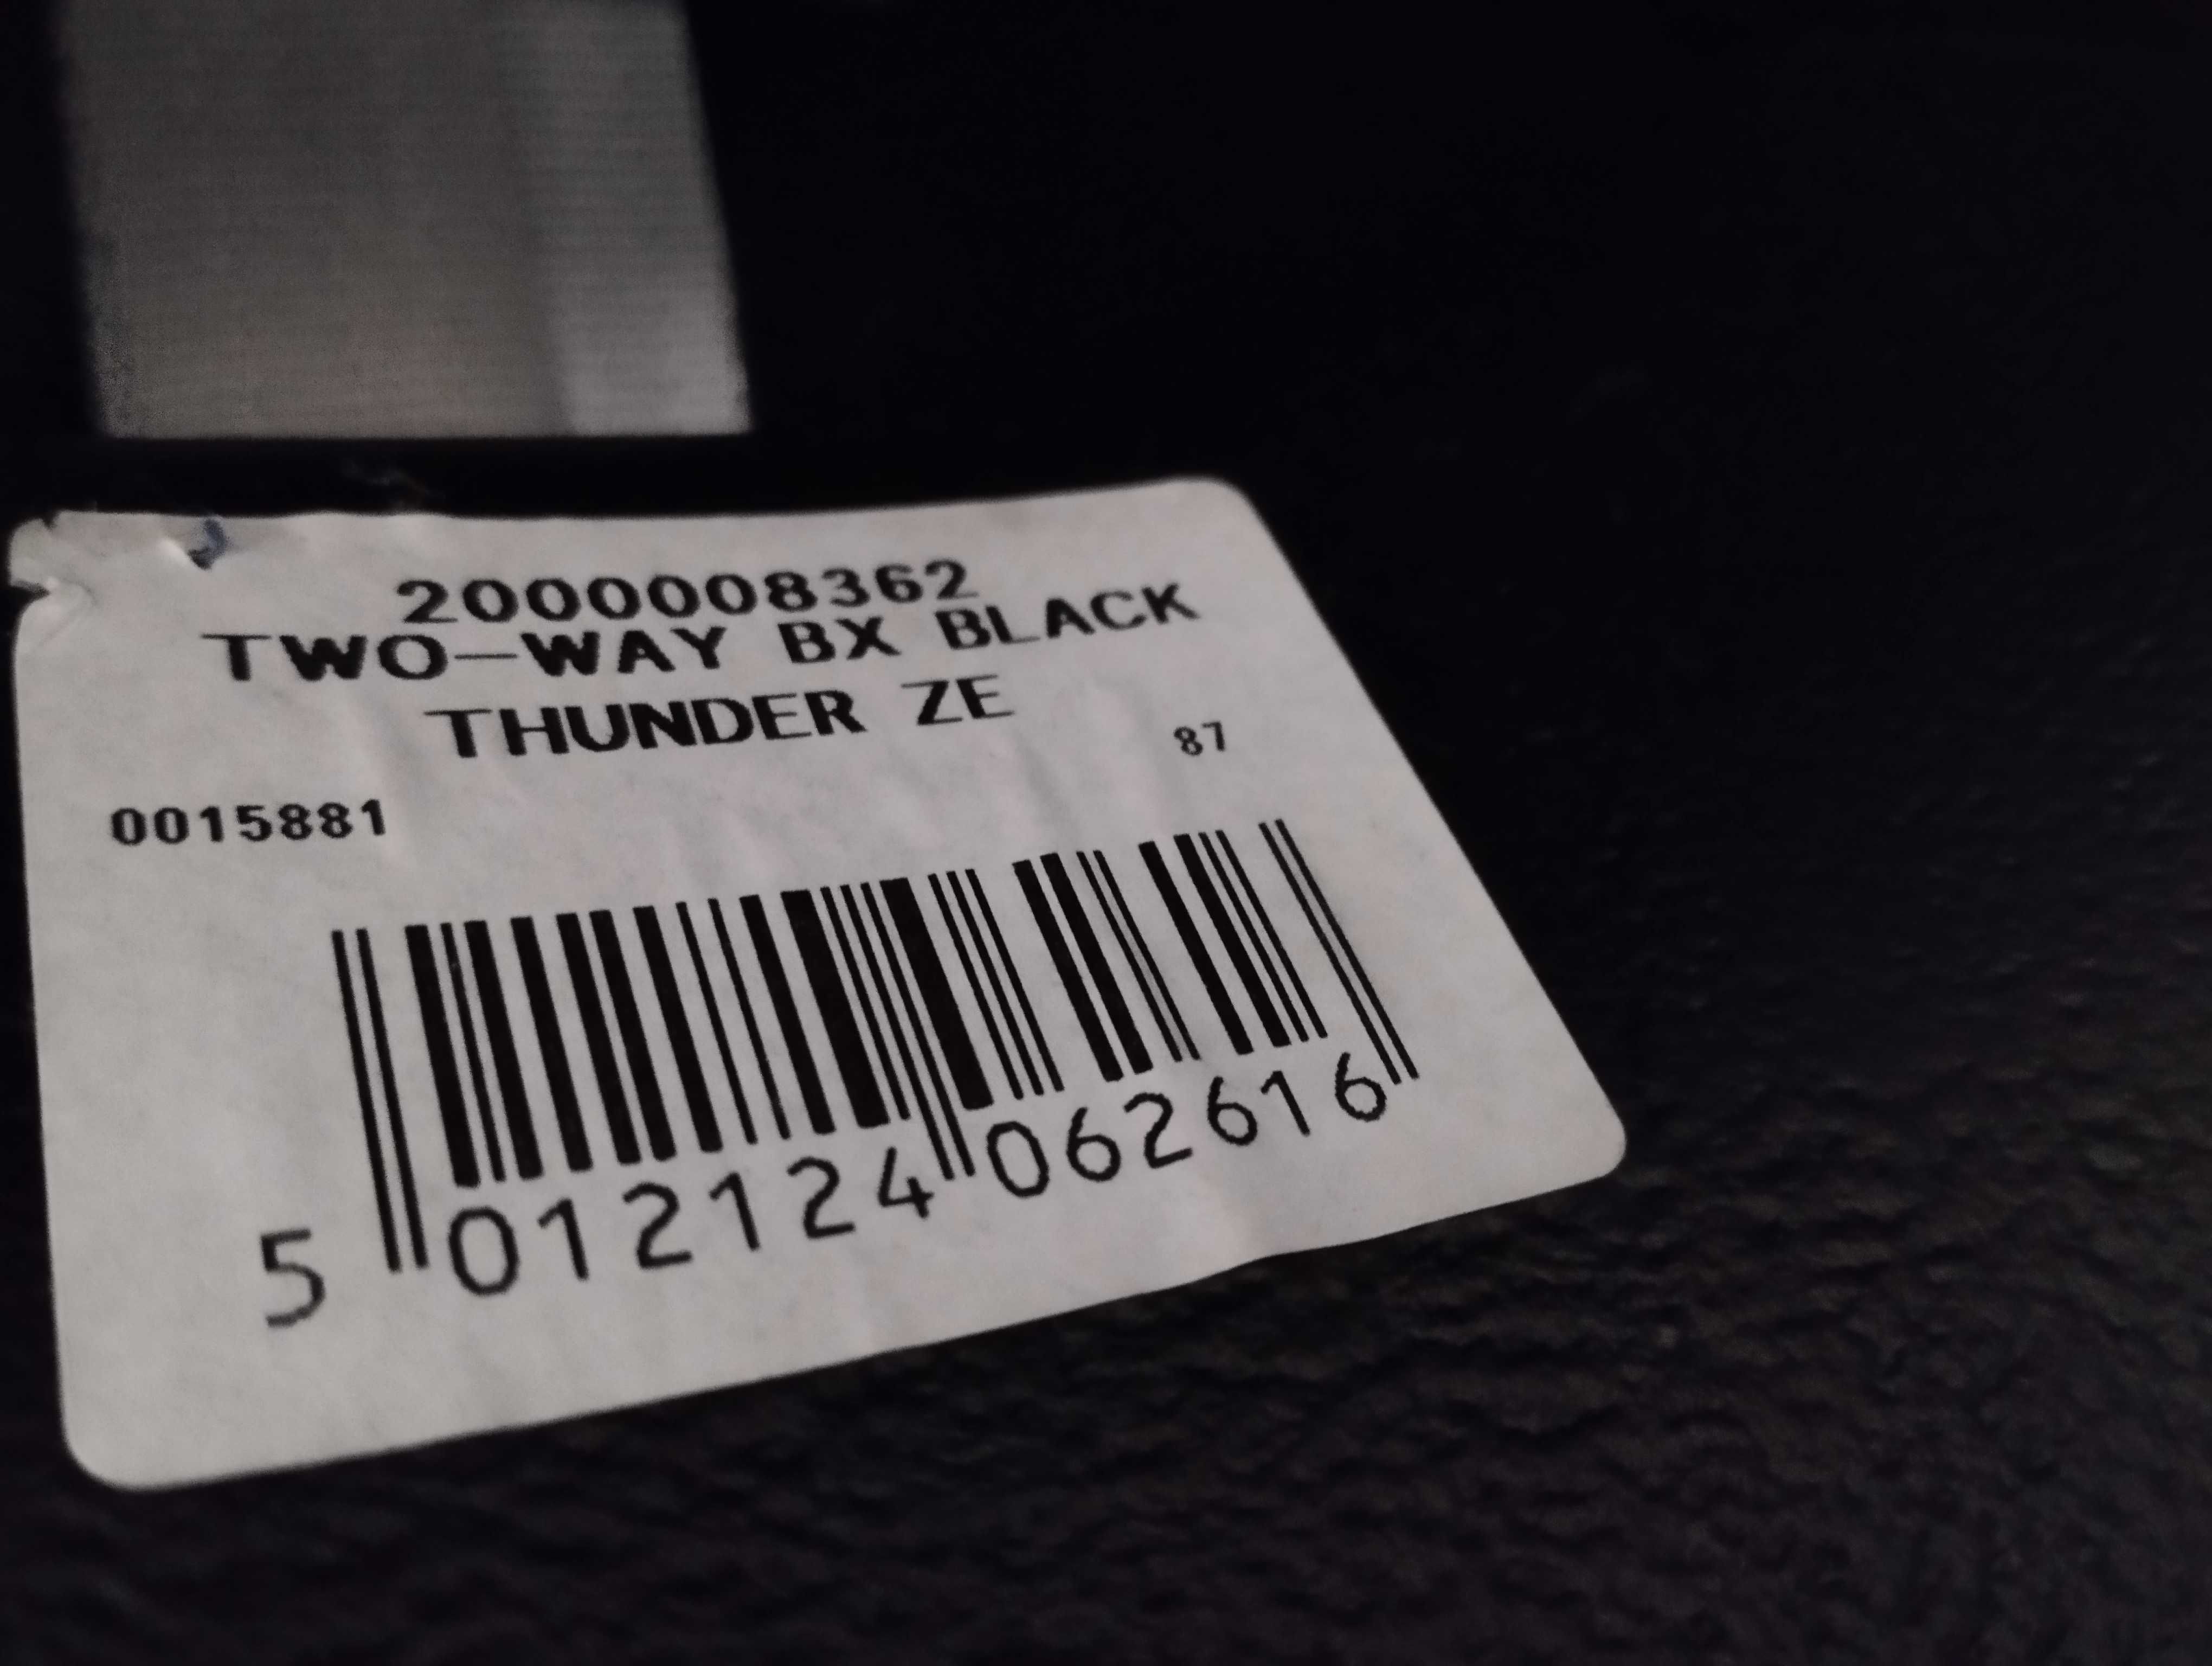 2000008362
TWO-WAY BX BLACK
THUNDER ZE
87
0015881
5 012124 062616